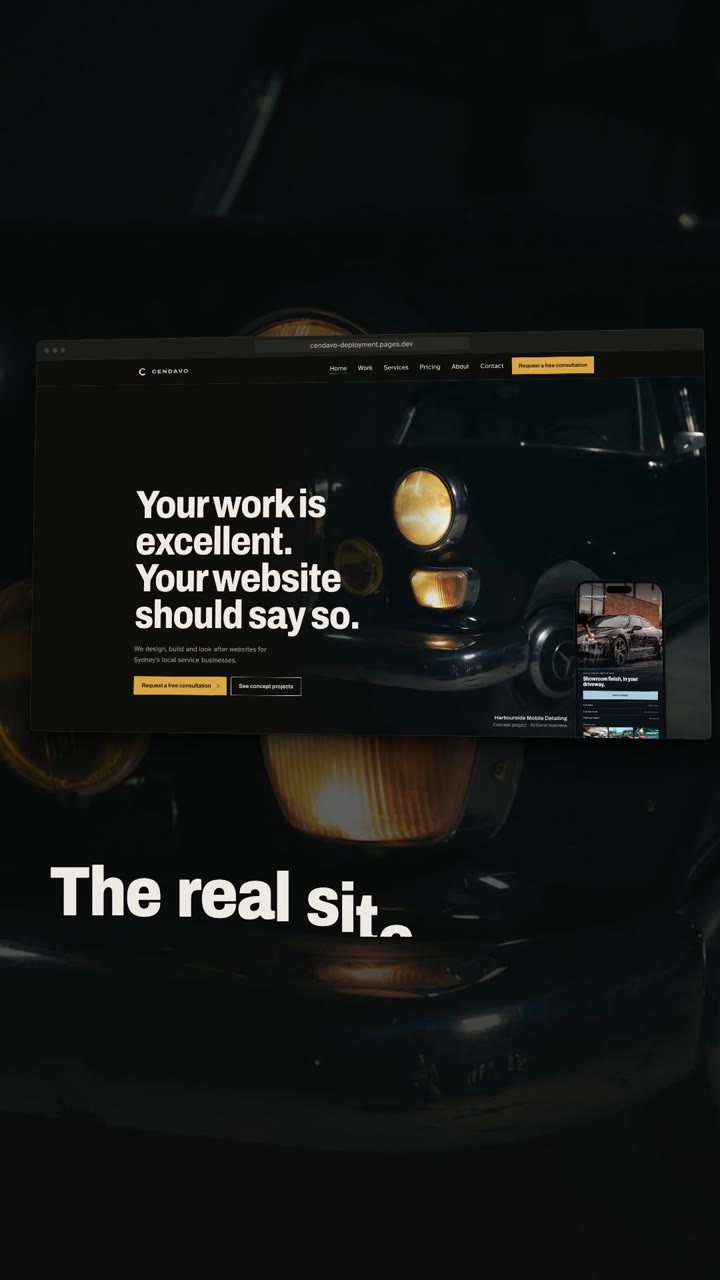 cendavo-deployment.pages.dev
C CENDAVO
Home Work Services Pricing About Contact Request a free consultation
Your work is
excellent.
Your website
should say so.
We design, build and look after websites for
Sydney's local service businesses.
Request a free consultation > See concept projects
Showroom finish, in your
driveway.
Harbourside Mobile Detailing
Concept project · fictional business
The real site